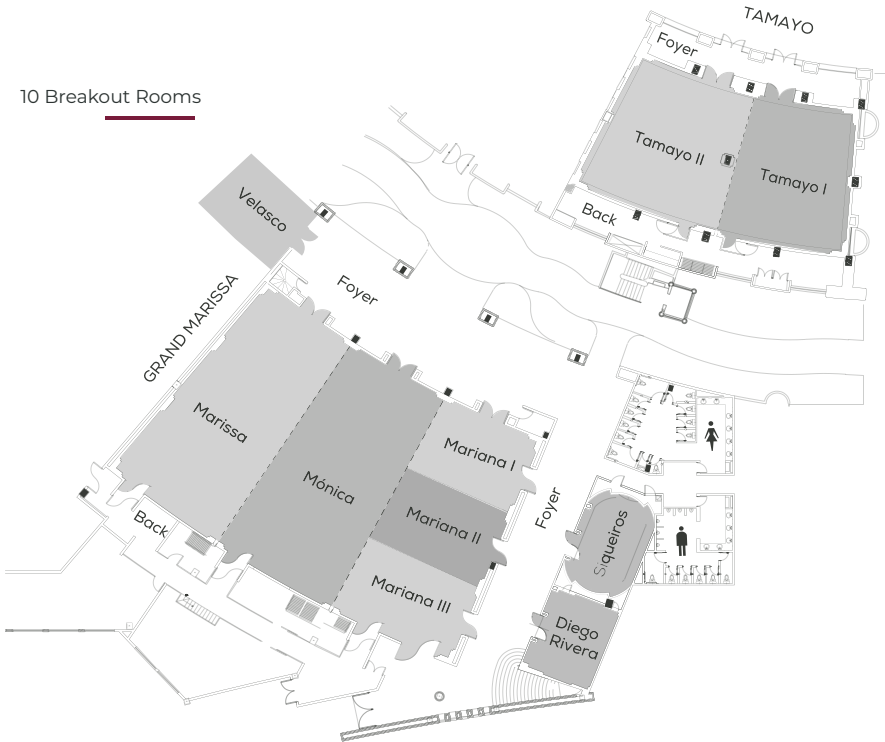 TAMAYO
Foyer
10 Breakout Rooms
Tamayo II
Tamayo I
Velasco
Back
Foyer
GRAND MARISSA
Marissa
Mariana I
Mónica
Foyer
Mariana II
Back
Siqueiros
Mariana III
Diego
Rivera